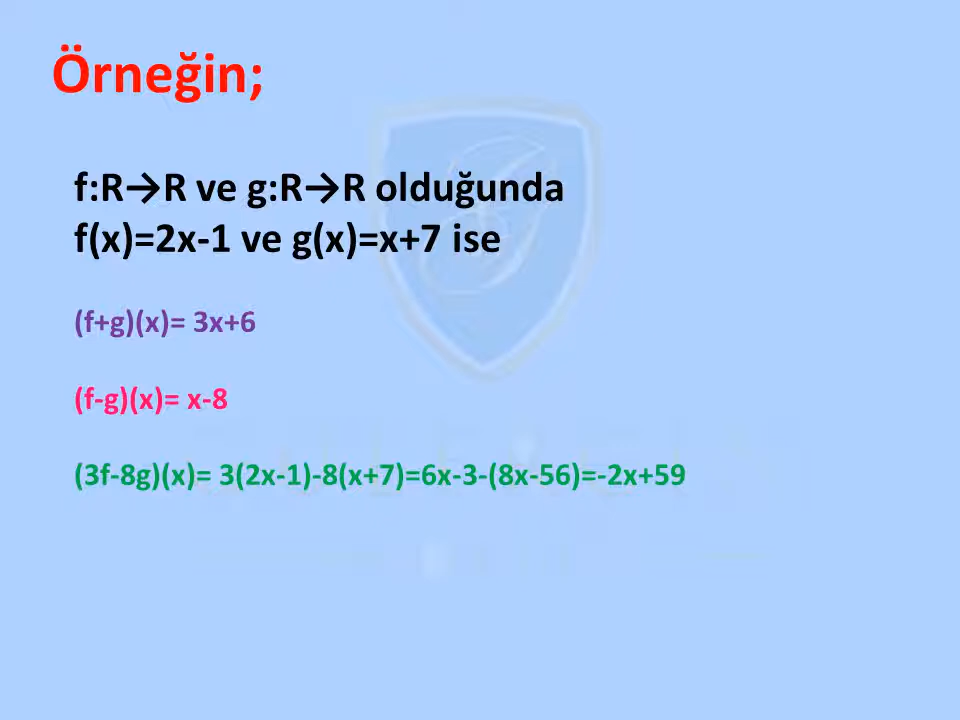 Örneğin;
f:R→R ve g:R→R olduğunda
f(x)=2x-1 ve g(x)=x+7 ise
(f+g)(x)= 3x+6
(f-g)(x)= x-8
(3f-8g)(x)= 3(2x-1)-8(x+7)=6x-3-(8x-56)=-2x+59